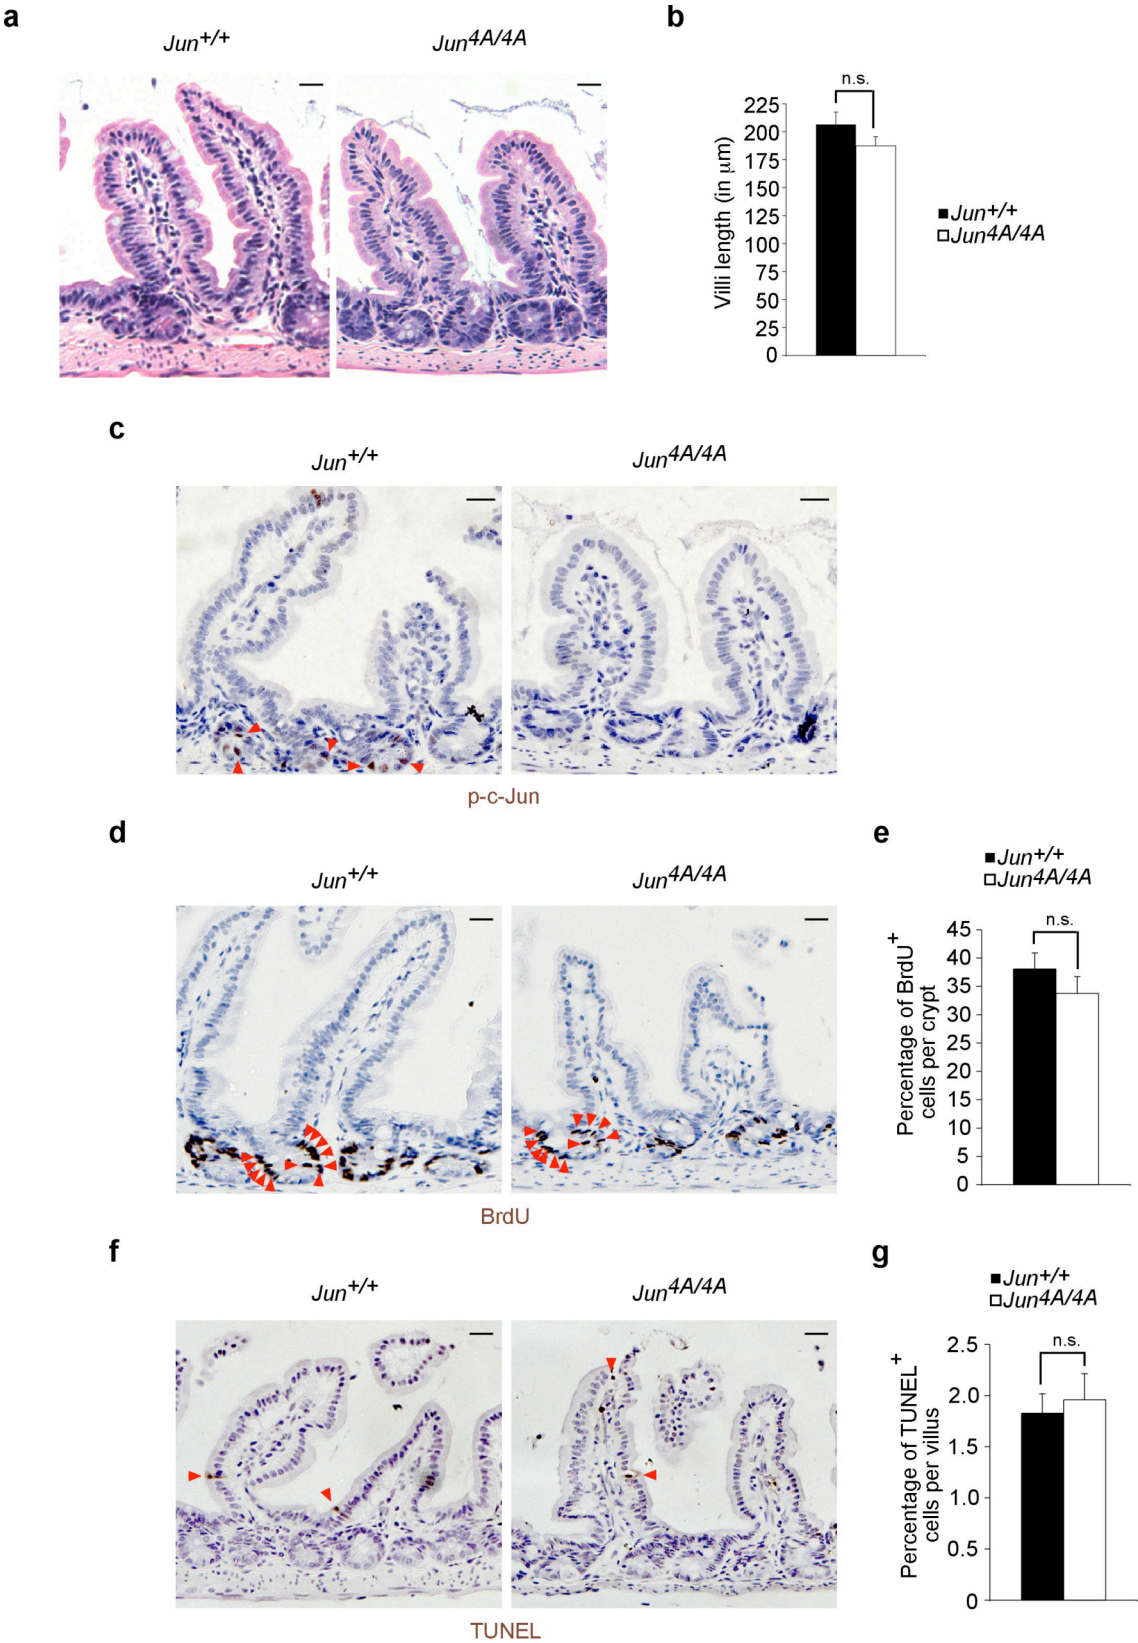 a
Jun+/+
Jun4A/4A
b
n.s.
225
200
175
150
125
100
75
50
25
0
Villi length (in µm)
Jun+/+
Jun4A/4A
c
Jun+/+
Jun4A/4A
p-c-Jun
d
Jun+/+
Jun4A/4A
BrdU
e
Jun+/+
Jun4A/4A
n.s.
45
40
35
30
25
20
15
10
5
0
Percentage of BrdU+
cells per crypt
f
Jun+/+
Jun4A/4A
TUNEL
g
Jun+/+
Jun4A/4A
n.s.
2.5
2.0
1.5
1.0
0.5
0
Percentage of TUNEL+
cells per villus